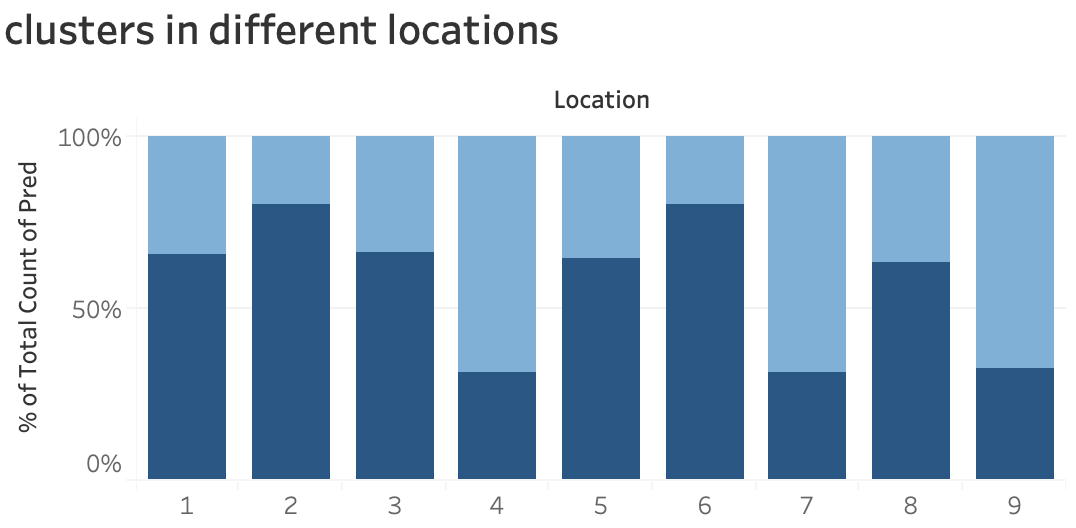 clusters in different locations
Location
% of Total Count of Pred
100%
50%
0%
1 2 3 4 5 6 7 8 9